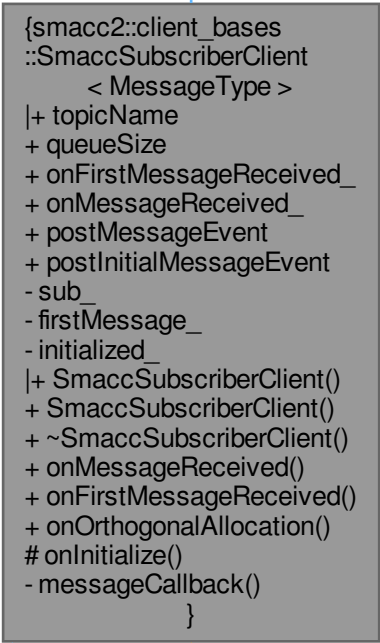 {smacc2::client_bases
::SmaccSubscriberClient
< MessageType >
|+ topicName
+ queueSize
+ onFirstMessageReceived_
+ onMessageReceived_
+ postMessageEvent
+ postInitialMessageEvent
- sub_
- firstMessage_
- initialized_
|+ SmaccSubscriberClient()
+ SmaccSubscriberClient()
+ ~SmaccSubscriberClient()
+ onMessageReceived()
+ onFirstMessageReceived()
+ onOrthogonalAllocation()
# onInitialize()
- messageCallback()
}